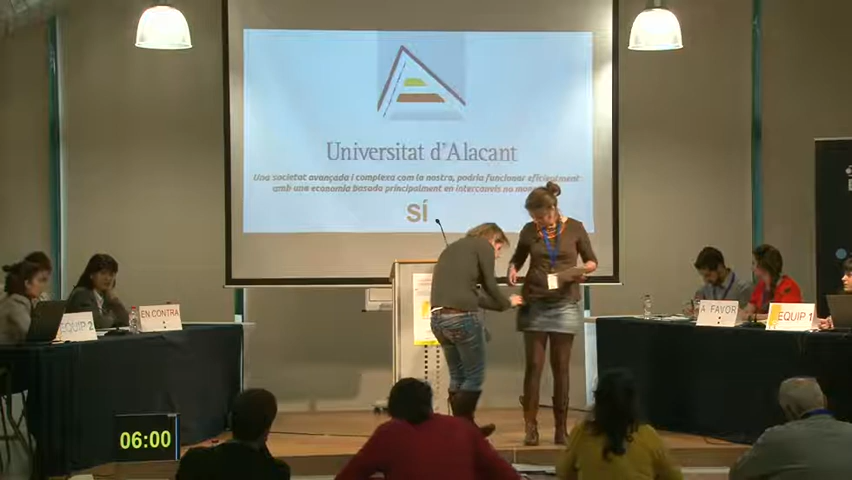 Universitat d'Alacant
Una societat avançada i complexa com la nostra, podria funcionar eficientment
amb una economia basada principalment en intercanvis no
SÍ
EQUIP 2
EN CONTRA
A FAVOR
EQUIP 1
06:00